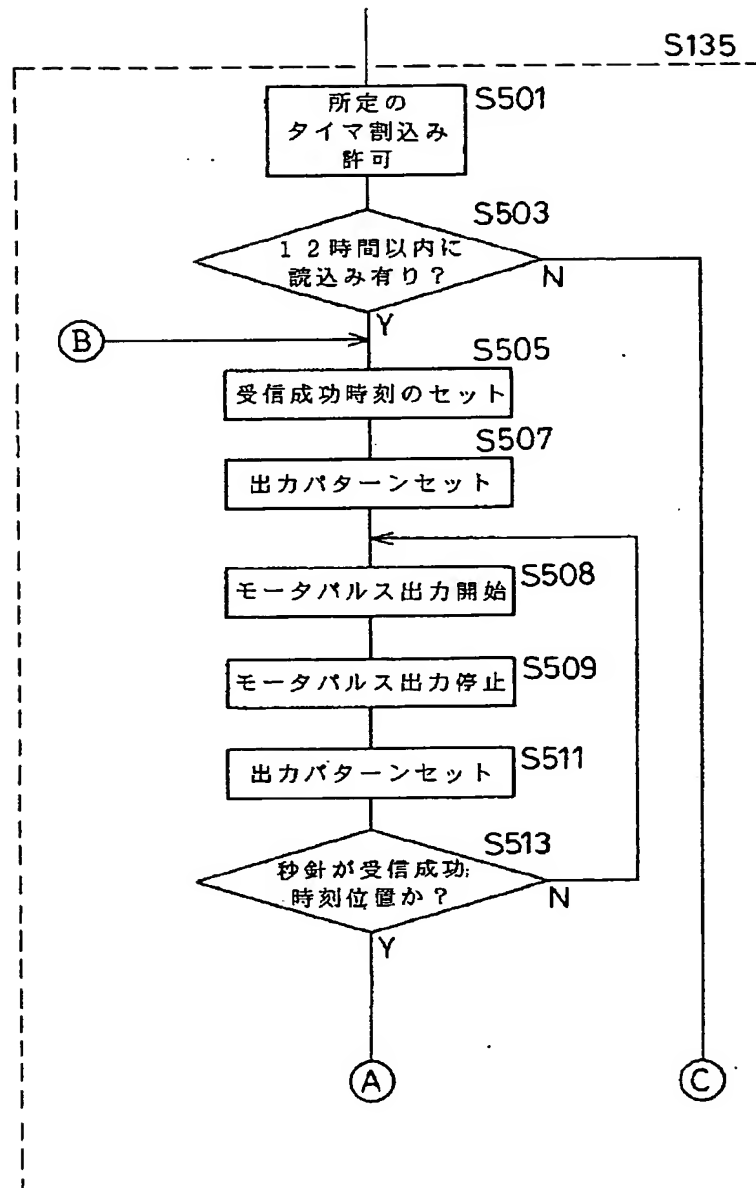 S135
S501
所定の
タイマ割込み
許可
S503
12時間以内に
読込み有り?
N
Y
B
S505
受信成功時刻のセット
S507
出力パターンセット
S508
モータパルス出力開始
S509
モータパルス出力停止
S511
出力パターンセット
S513
秒針が受信成功
時刻位置か?
N
Y
A
C